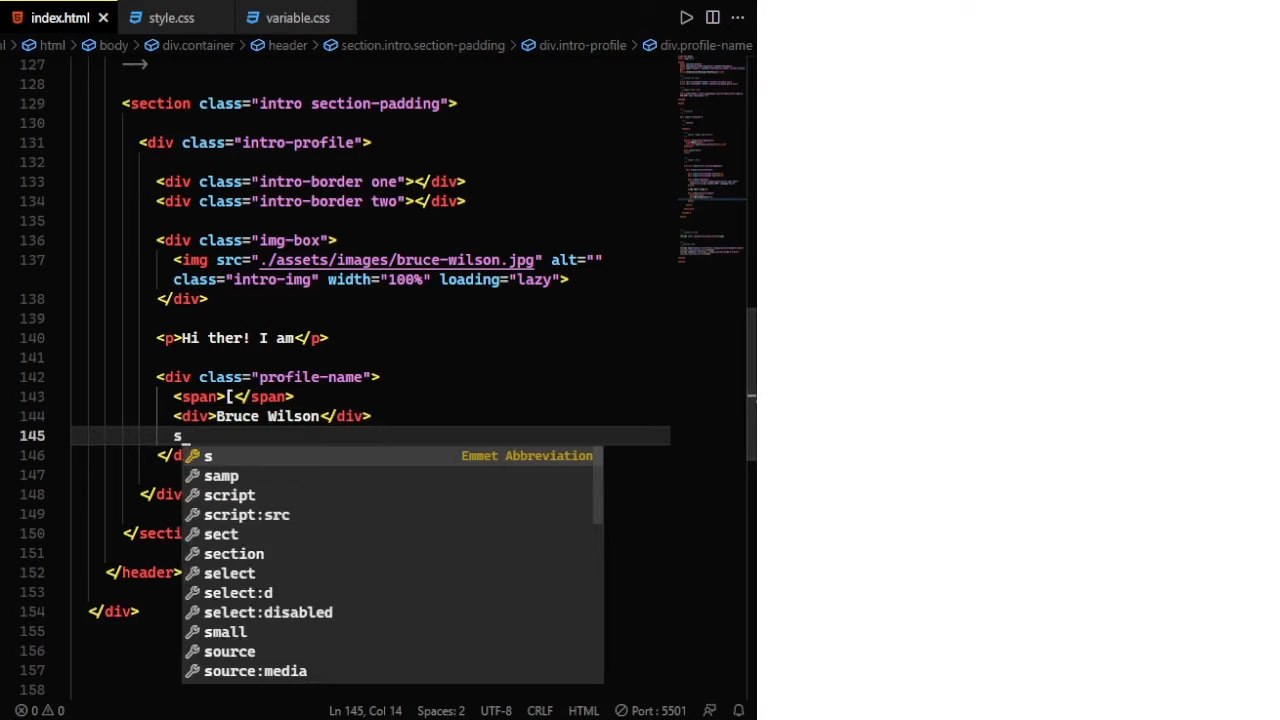 index.html style.css variable.css
html body div.container header section.intro.section-padding div.intro-profile div.profile-name
127 -->
128
129 <section class="intro section-padding">
130
131 <div class="intro-profile">
132
133 <div class="intro-border one"></div>
134 <div class="intro-border two"></div>
135
136 <div class="img-box">
137 <img src="./assets/images/bruce-wilson.jpg" alt=""
class="intro-img" width="100%" loading="lazy">
138 </div>
139
140 <p>Hi ther! I am</p>
141
142 <div class="profile-name">
143 <span>[</span>
144 <div>Bruce Wilson</div>
145 s
146 </d s Emmet Abbreviation
147 samp
148 </div script
149 script:src
150 </secti sect
151 section
152 </header> select
153 select:d
154 </div> select:disabled
155 small
156 source
157 source:media
158
0 0 Ln 145, Col 14 Spaces: 2 UTF-8 CRLF HTML Port : 5501